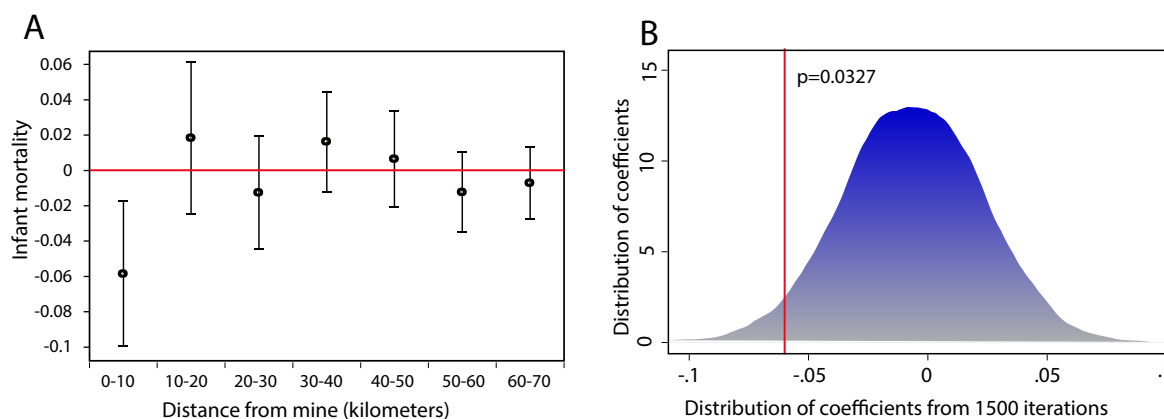 A
Infant mortality
0.06
0.04
0.02
0
-0.02
-0.04
-0.06
-0.08
-0.1
0-10 10-20 20-30 30-40 40-50 50-60 60-70
Distance from mine (kilometers)
B
Distribution of coefficients
15
10
5
0
p=0.0327
-.1 -.05 0 .05
Distribution of coefficients from 1500 iterations